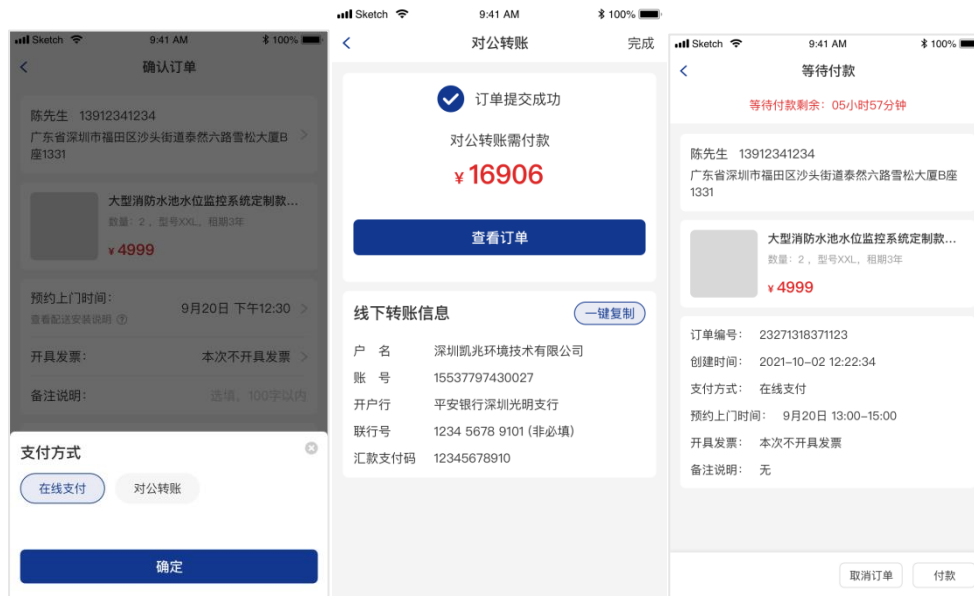 Sketch 9:41 AM 100%
确认订单
陈先生 13912341234
广东省深圳市福田区沙头街道泰然六路雪松大厦B
座1331
大型消防水池水位监控系统定制款...
数量：2 ，型号XXL，租期3年
¥ 4999
预约上门时间：
查看配送安装说明 ?
9月20日 下午12:30
开具发票： 本次不开具发票
备注说明： 选填，100字以内
支付方式
在线支付 对公转账
确定
Sketch 9:41 AM 100%
对公转账 完成
订单提交成功
对公转账需付款
¥ 16906
查看订单
线下转账信息 一键复制
户 名 深圳凯兆环境技术有限公司
账 号 15537797430027
开户行 平安银行深圳光明支行
联行号 1234 5678 9101 (非必填)
汇款支付码 12345678910
Sketch 9:41 AM 100%
等待付款
等待付款剩余：05小时57分钟
陈先生 13912341234
广东省深圳市福田区沙头街道泰然六路雪松大厦B座
1331
大型消防水池水位监控系统定制款...
数量：2 ，型号XXL，租期3年
¥ 4999
订单编号： 23271318371123
创建时间： 2021-10-02 12:22:34
支付方式： 在线支付
预约上门时间： 9月20日 13:00-15:00
开具发票： 本次不开具发票
备注说明： 无
取消订单 付款